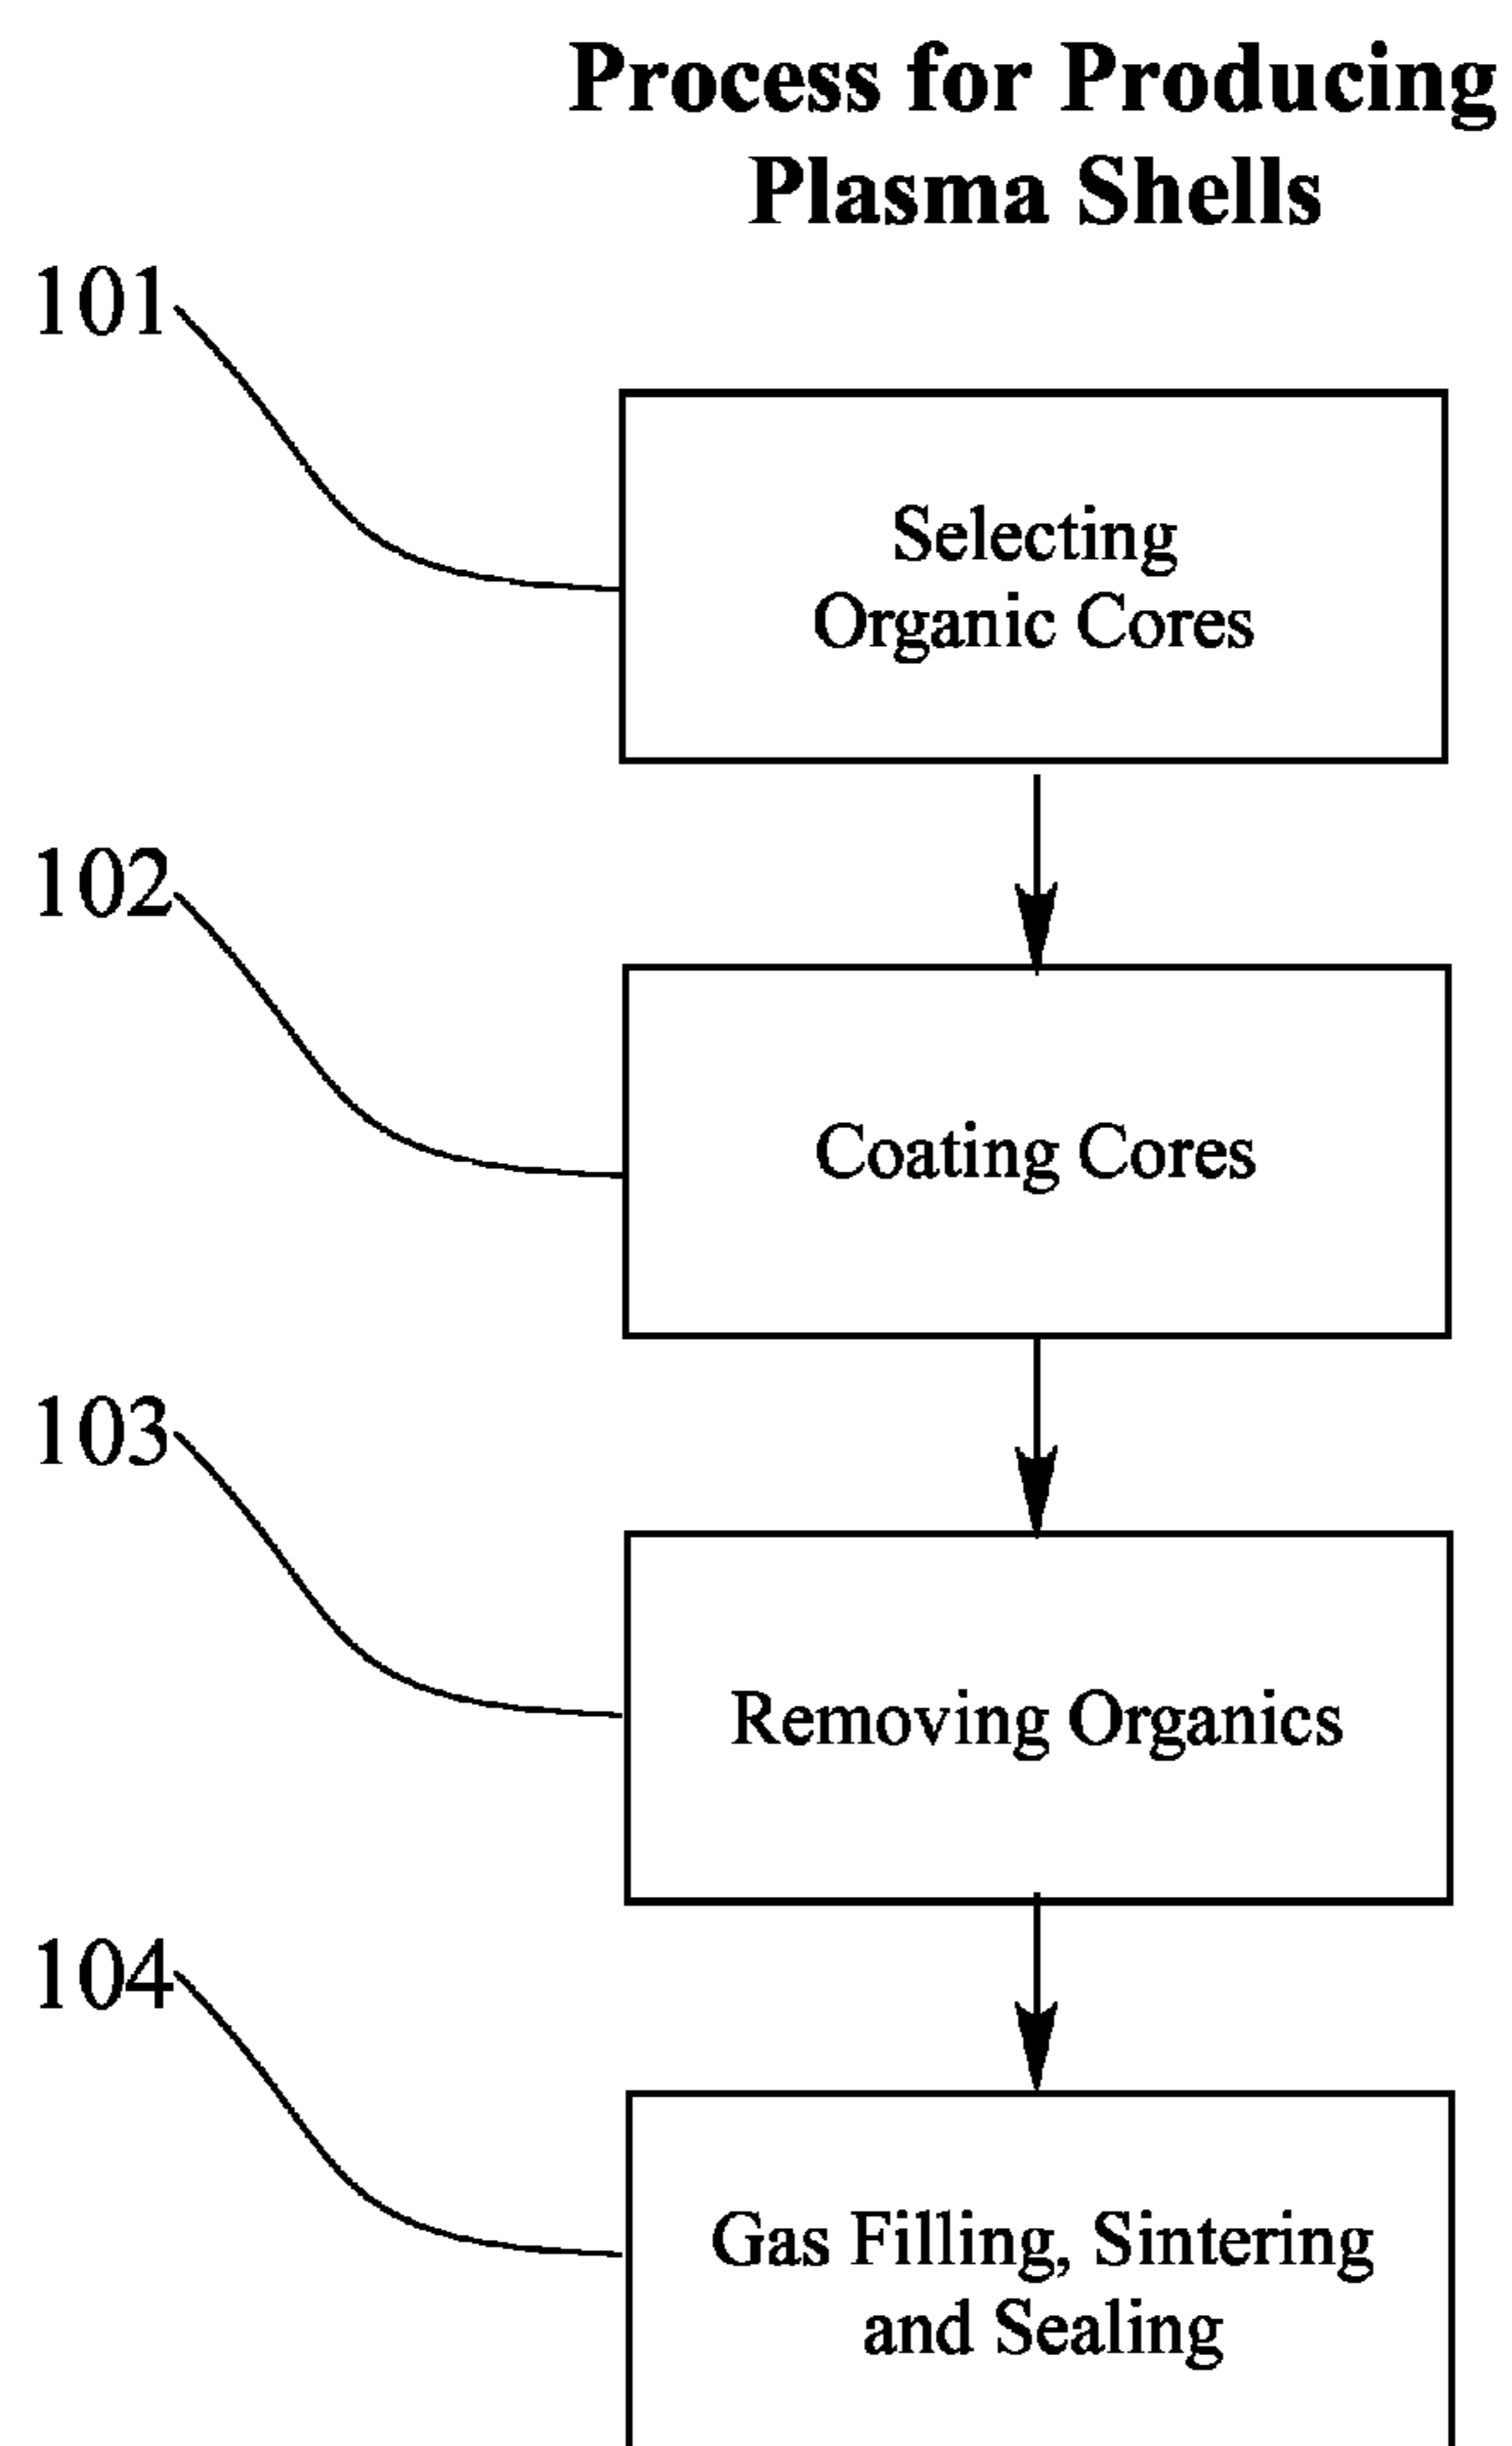 Process for Producing
Plasma Shells
101
Selecting
Organic Cores
102
Coating Cores
103
Removing Organics
104
Gas Filling, Sintering
and Sealing